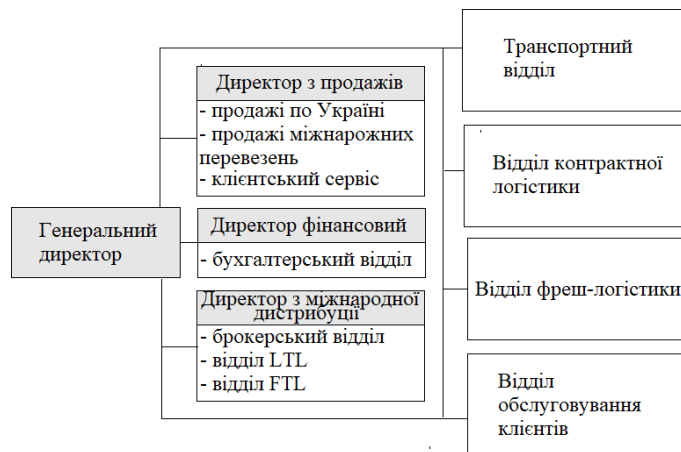 Генеральний
директор
Директор з продажів
- продажі по Україні
- продажі міжнарожних
перевезень
- клієнтський сервіс
Директор фінансовий
- бухгалтерський відділ
Директор з міжнародної
дистрибуції
- брокерський відділ
- відділ LTL
- відділ FTL
Транспортний
відділ
Відділ контрактної
логістики
Відділ фреш-логістики
Відділ
обслуговування
клієнтів